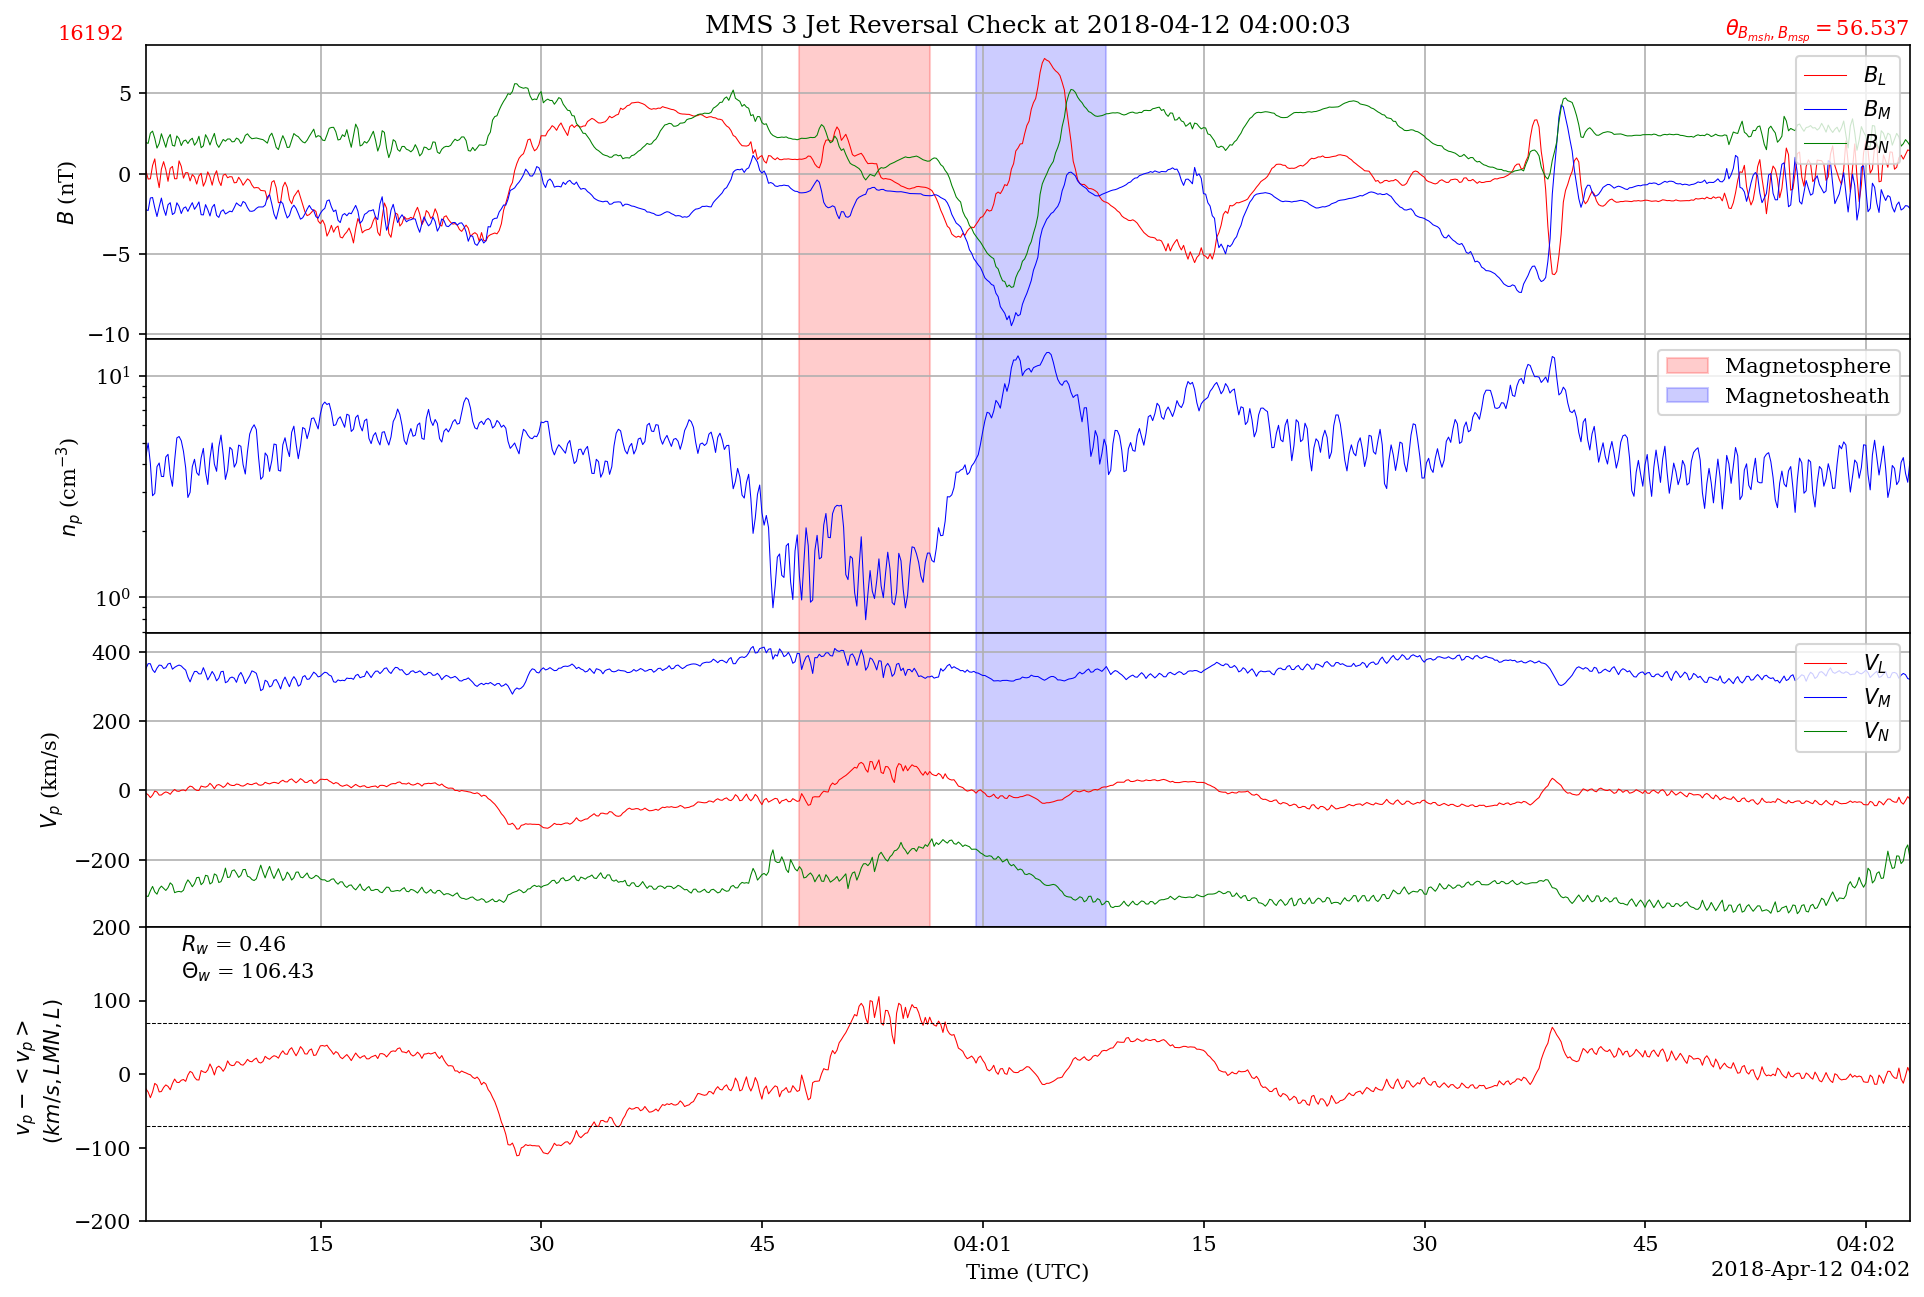 MMS 3 Jet Reversal Check at 2018-04-12 04:00:03
16192
θ_{B_{msh}, B_{msp}} = 56.537
B (nT)
5
0
−5
−10
B_L
B_M
B_N
n_p (cm^{−3})
10^1
10^0
Magnetosphere
Magnetosheath
V_p (km/s)
400
200
0
−200
V_L
V_M
V_N
v_p − < v_p >
(km/s, LMN, L)
200
100
0
−100
−200
R_w = 0.46
Θ_w = 106.43
15
30
45
04:01
15
30
45
04:02
Time (UTC)
2018-Apr-12 04:02